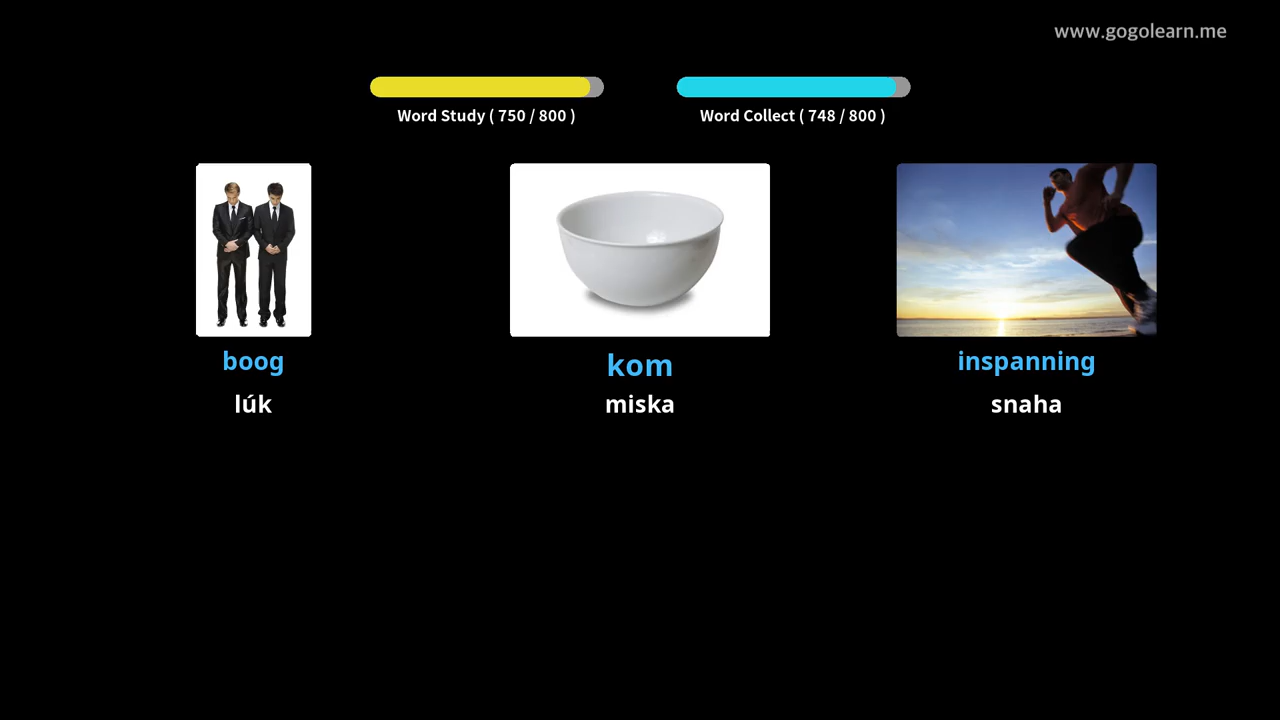 www.gogolearn.me
Word Study ( 750 / 800 )
Word Collect ( 748 / 800 )
boog
kom
inspanning
lúk
miska
snaha